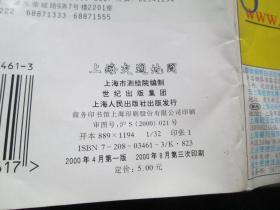 222 68831333 68871555
461-3
上海交通地图
上海市测绘院编制
世纪出版集团
上海人民出版社出版发行
商务印书馆上海印刷股份有限公司印刷
审图号:沪S(2000)021号
开本 889×1194 1/32 印张 1
ISBN 7-208-03461-3/K·823
2000年4月第一版 2000年8月第三次印刷
定价:5.00元